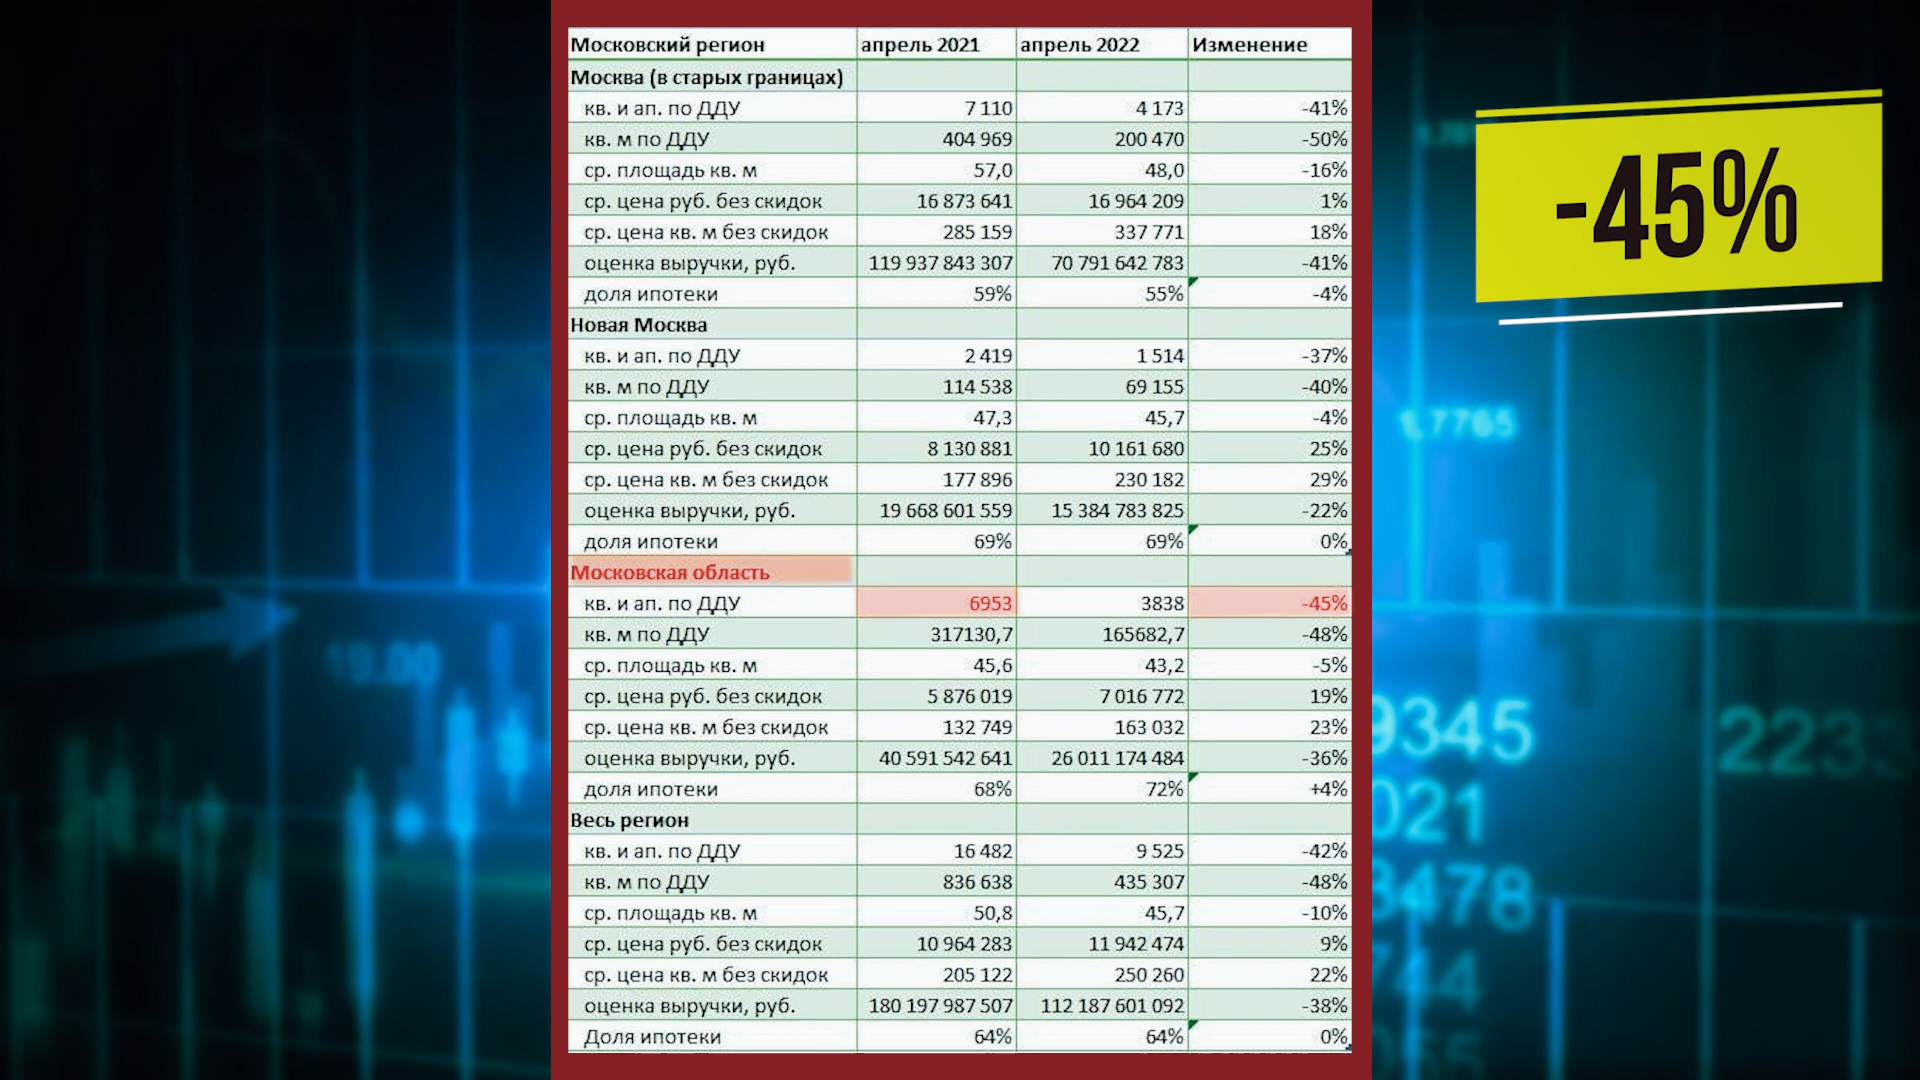 Московский регион апрель 2021 апрель 2022 Изменение
Москва (в старых границах)
кв. и ап. по ДДУ 7 110 4 173 -41%
кв. м по ДДУ 404 969 200 470 -50%
ср. площадь кв. м 57,0 48,0 -16%
ср. цена руб. без скидок 16 873 641 16 964 209 1%
ср. цена кв. м без скидок 285 159 337 771 18%
оценка выручки, руб. 119 937 843 307 70 791 642 783 -41%
доля ипотеки 59% 55% -4%
Новая Москва
кв. и ап. по ДДУ 2 419 1 514 -37%
кв. м по ДДУ 114 538 69 155 -40%
ср. площадь кв. м 47,3 45,7 -4%
ср. цена руб. без скидок 8 130 881 10 161 680 25%
ср. цена кв. м без скидок 177 896 230 182 29%
оценка выручки, руб. 19 668 601 559 15 384 783 825 -22%
доля ипотеки 69% 69% 0%
Московская область
кв. и ап. по ДДУ 6953 3838 -45%
кв. м по ДДУ 317130,7 165682,7 -48%
ср. площадь кв. м 45,6 43,2 -5%
ср. цена руб. без скидок 5 876 019 7 016 772 19%
ср. цена кв. м без скидок 132 749 163 032 23%
оценка выручки, руб. 40 591 542 641 26 011 174 484 -36%
доля ипотеки 68% 72% +4%
Весь регион
кв. и ап. по ДДУ 16 482 9 525 -42%
кв. м по ДДУ 836 638 435 307 -48%
ср. площадь кв. м 50,8 45,7 -10%
ср. цена руб. без скидок 10 964 283 11 942 474 9%
ср. цена кв. м без скидок 205 122 250 260 22%
оценка выручки, руб. 180 197 987 507 112 187 601 092 -38%
Доля ипотеки 64% 64% 0%
-45%
1.7765
19.00
9345
021
8478
744